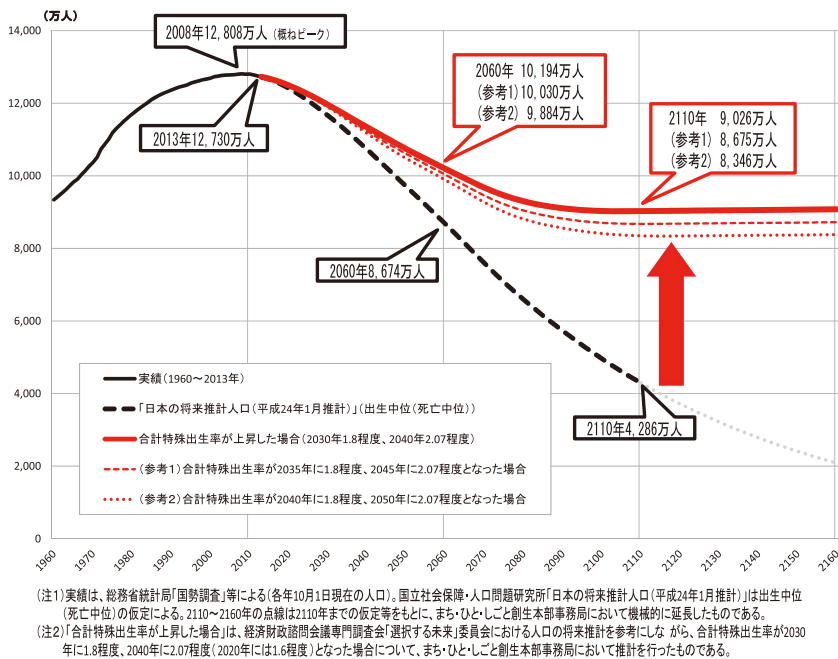 (万人)
14,000
12,000
10,000
8,000
6,000
4,000
2,000
0
2008年12,808万人 (概ねピーク)
2013年12,730万人
2060年 10,194万人
(参考1)10,030万人
(参考2) 9,884万人
2110年 9,026万人
(参考1) 8,675万人
(参考2) 8,346万人
2060年8,674万人
2110年4,286万人
実績(1960~2013年)
「日本の将来推計人口(平成24年1月推計)」(出生中位(死亡中位))
合計特殊出生率が上昇した場合(2030年1.8程度、2040年2.07程度)
(参考1)合計特殊出生率が2035年に1.8程度、2045年に2.07程度となった場合
(参考2)合計特殊出生率が2040年に1.8程度、2050年に2.07程度となった場合
1960 1970 1980 1990 2000 2010 2020 2030 2040 2050 2060 2070 2080 2090 2100 2110 2120 2130 2140 2150 2160
(注1)実績は、総務省統計局「国勢調査」等による(各年10月1日現在の人口)。国立社会保障・人口問題研究所「日本の将来推計人口(平成24年1月推計)」は出生中位
(死亡中位)の仮定による。2110~2160年の点線は2110年までの仮定等をもとに、まち・ひと・しごと創生本部事務局において機械的に延長したものである。
(注2)「合計特殊出生率が上昇した場合」は、経済財政諮問会議専門調査会「選択する未来」委員会における人口の将来推計を参考にしな がら、合計特殊出生率が2030
年に1.8程度、2040年に2.07程度(2020年には1.6程度)となった場合について、まち・ひと・しごと創生本部事務局において推計を行ったものである。